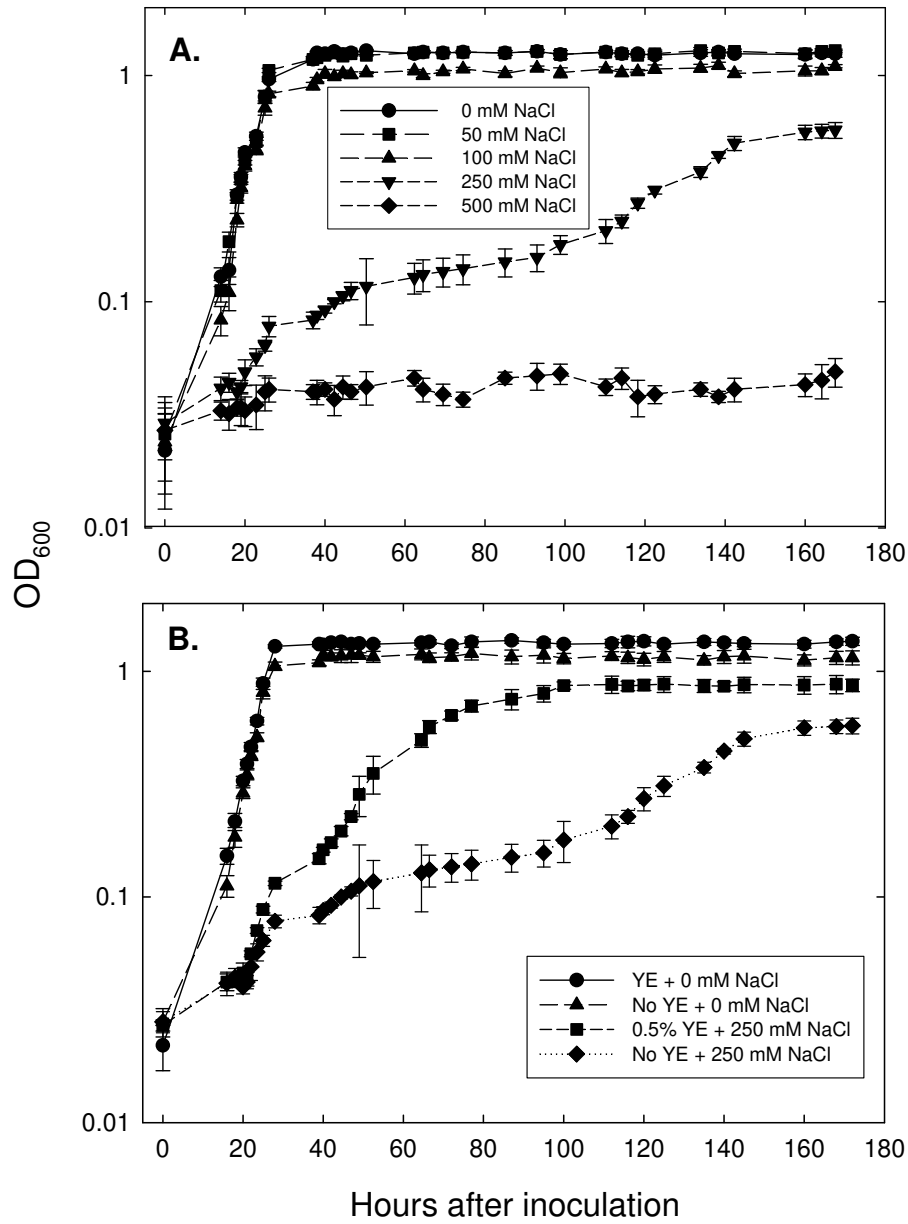 A.
1
0.1
0.01
0 mM NaCl
50 mM NaCl
100 mM NaCl
250 mM NaCl
500 mM NaCl
0 20 40 60 80 100 120 140 160 180
OD600
B.
1
0.1
0.01
YE + 0 mM NaCl
No YE + 0 mM NaCl
0.5% YE + 250 mM NaCl
No YE + 250 mM NaCl
0 20 40 60 80 100 120 140 160 180
Hours after inoculation